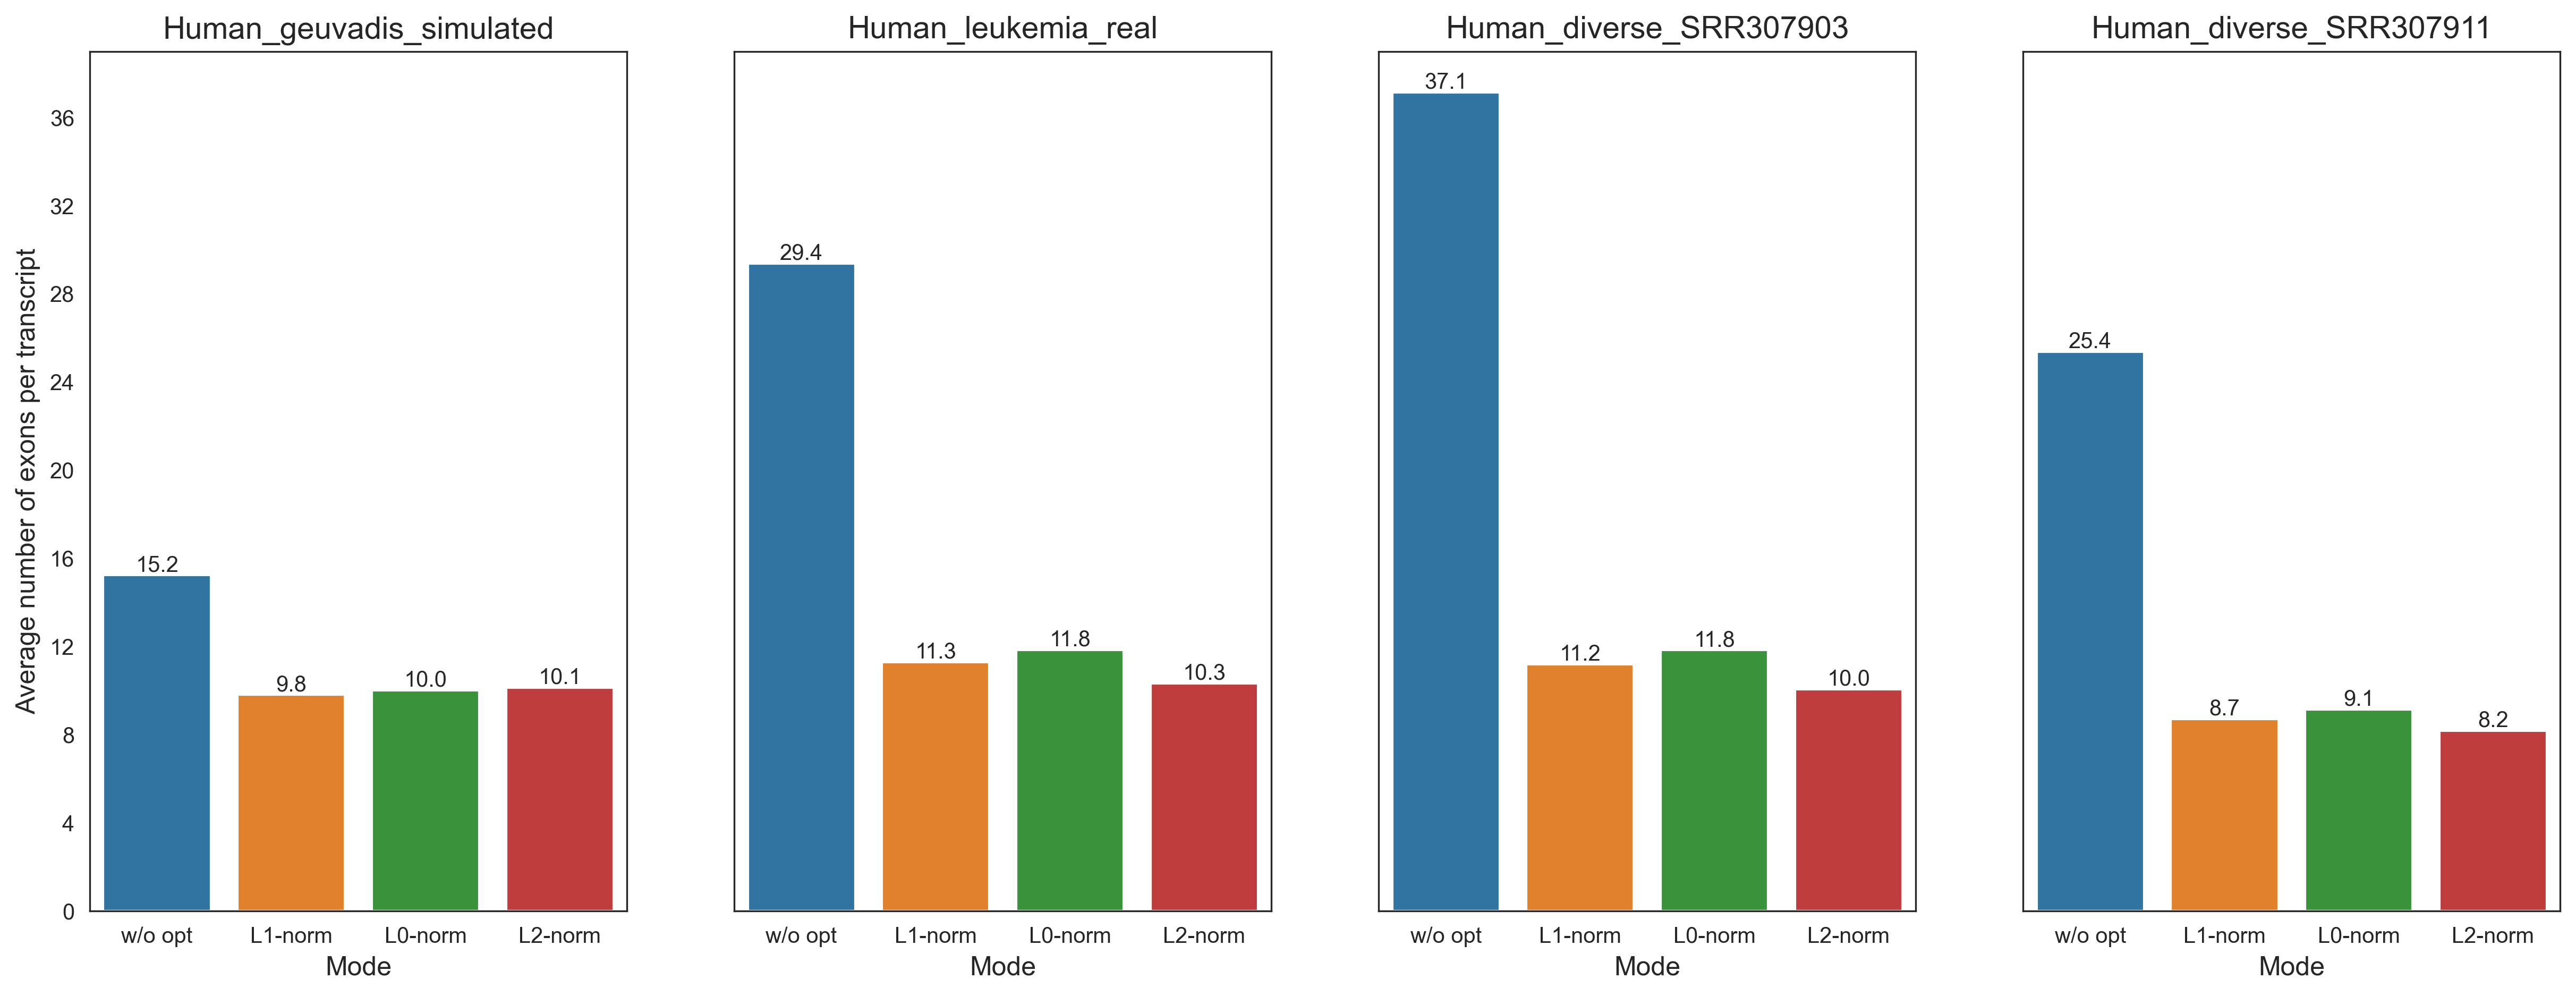 Human_geuvadis_simulated
Human_leukemia_real
Human_diverse_SRR307903
Human_diverse_SRR307911
Average number of exons per transcript
36
32
28
24
20
16
12
8
4
0
15.2
9.8
10.0
10.1
w/o opt
L1-norm
L0-norm
L2-norm
Mode
29.4
11.3
11.8
10.3
w/o opt
L1-norm
L0-norm
L2-norm
Mode
37.1
11.2
11.8
10.0
w/o opt
L1-norm
L0-norm
L2-norm
Mode
25.4
8.7
9.1
8.2
w/o opt
L1-norm
L0-norm
L2-norm
Mode